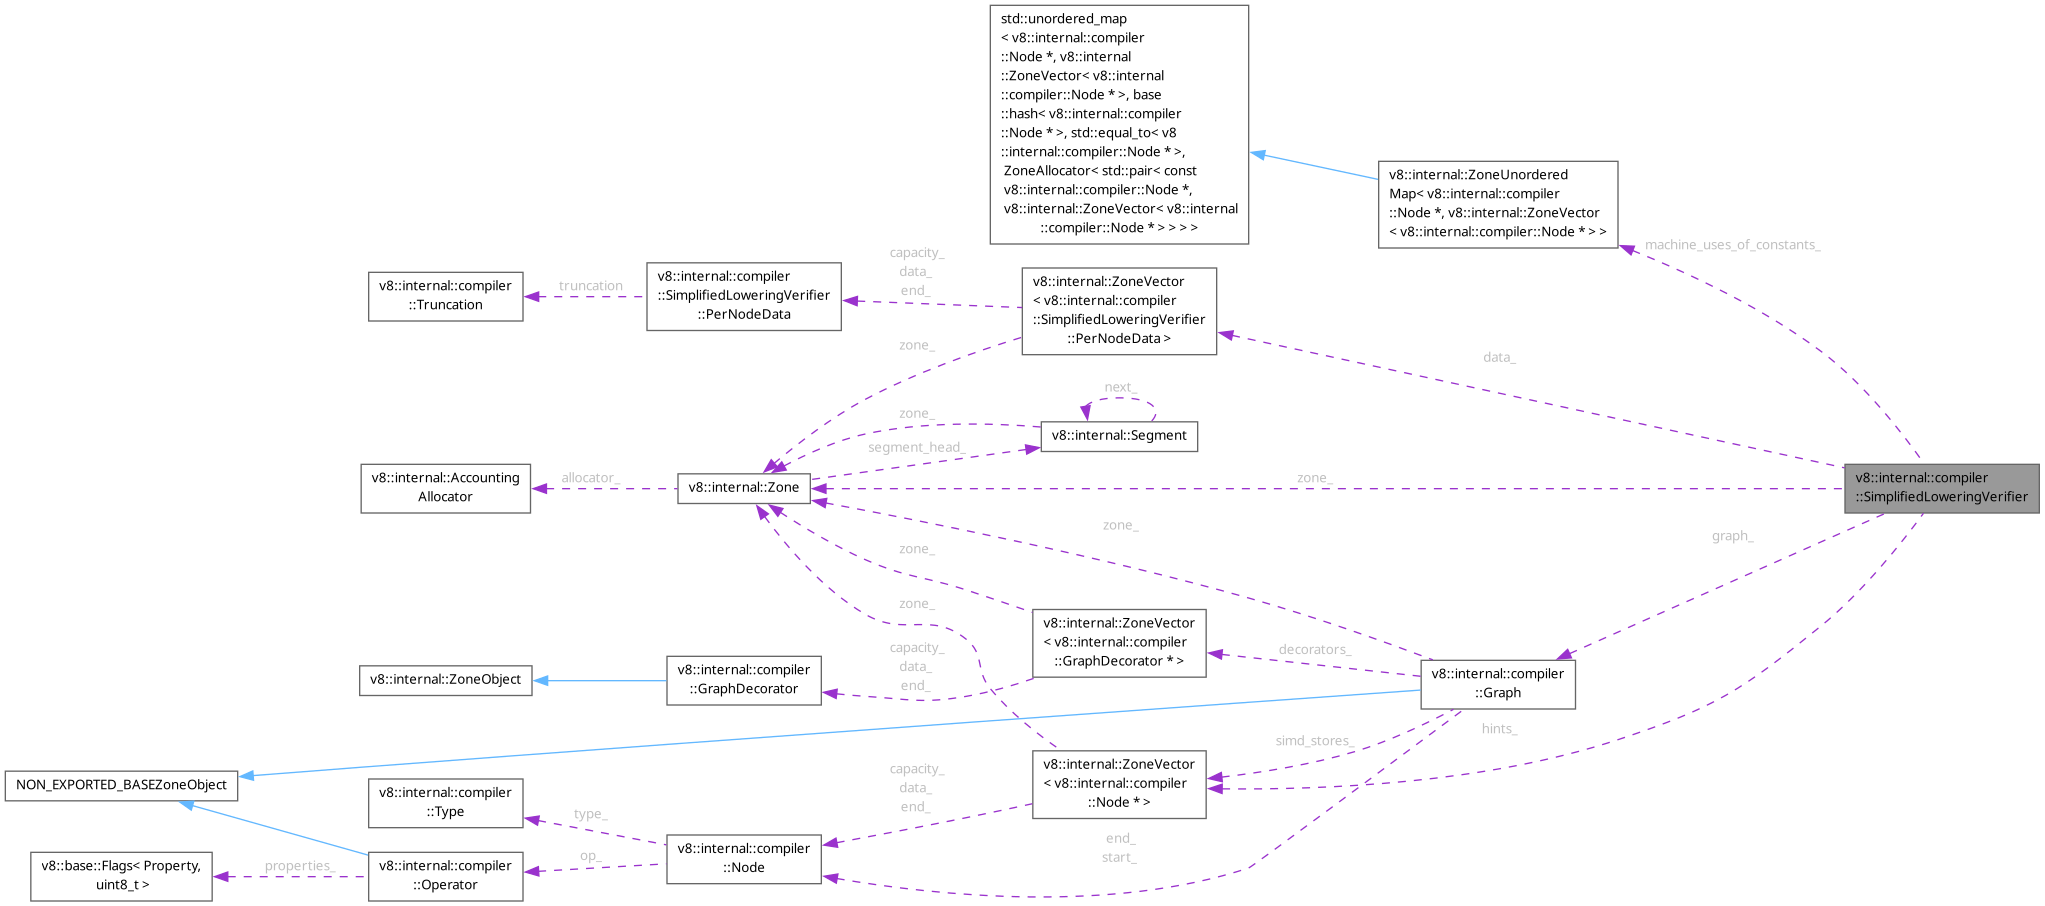 std::unordered_map
< v8::internal::compiler
::Node *, v8::internal
::ZoneVector< v8::internal
::compiler::Node * >, base
::hash< v8::internal::compiler
::Node * >, std::equal_to< v8
::internal::compiler::Node * >,
ZoneAllocator< std::pair< const
v8::internal::compiler::Node *,
v8::internal::ZoneVector< v8::internal
::compiler::Node * > > > >
v8::internal::ZoneUnordered
Map< v8::internal::compiler
::Node *, v8::internal::ZoneVector
< v8::internal::compiler::Node * > >
machine_uses_of_constants_
v8::internal::compiler
::Truncation
truncation
v8::internal::compiler
::SimplifiedLoweringVerifier
::PerNodeData
capacity_
data_
end_
v8::internal::ZoneVector
< v8::internal::compiler
::SimplifiedLoweringVerifier
::PerNodeData >
zone_
data_
next_
zone_
v8::internal::Segment
segment_head_
v8::internal::Accounting
Allocator
allocator_
v8::internal::Zone
zone_
v8::internal::compiler
::SimplifiedLoweringVerifier
zone_
graph_
zone_
zone_
v8::internal::ZoneVector
< v8::internal::compiler
::GraphDecorator * >
decorators_
capacity_
data_
end_
v8::internal::ZoneObject
v8::internal::compiler
::GraphDecorator
v8::internal::compiler
::Graph
hints_
simd_stores_
NON_EXPORTED_BASEZoneObject
v8::internal::compiler
::Type
type_
capacity_
data_
end_
v8::internal::ZoneVector
< v8::internal::compiler
::Node * >
end_
start_
v8::base::Flags< Property,
uint8_t >
properties_
v8::internal::compiler
::Operator
op_
v8::internal::compiler
::Node